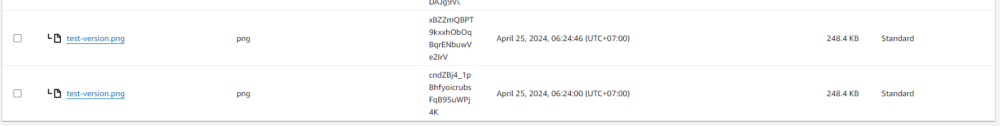 DAJg9Vi.
xBZZmQBPT
test-version.png png 9kxxhObOq April 25, 2024, 06:24:46 (UTC+07:00) 248.4 KB Standard
BqrENbuwV
e2IrV
cndZBj4_1p
test-version.png png Bhfyoicrubs April 25, 2024, 06:24:00 (UTC+07:00) 248.4 KB Standard
FqB95uWPj
4K